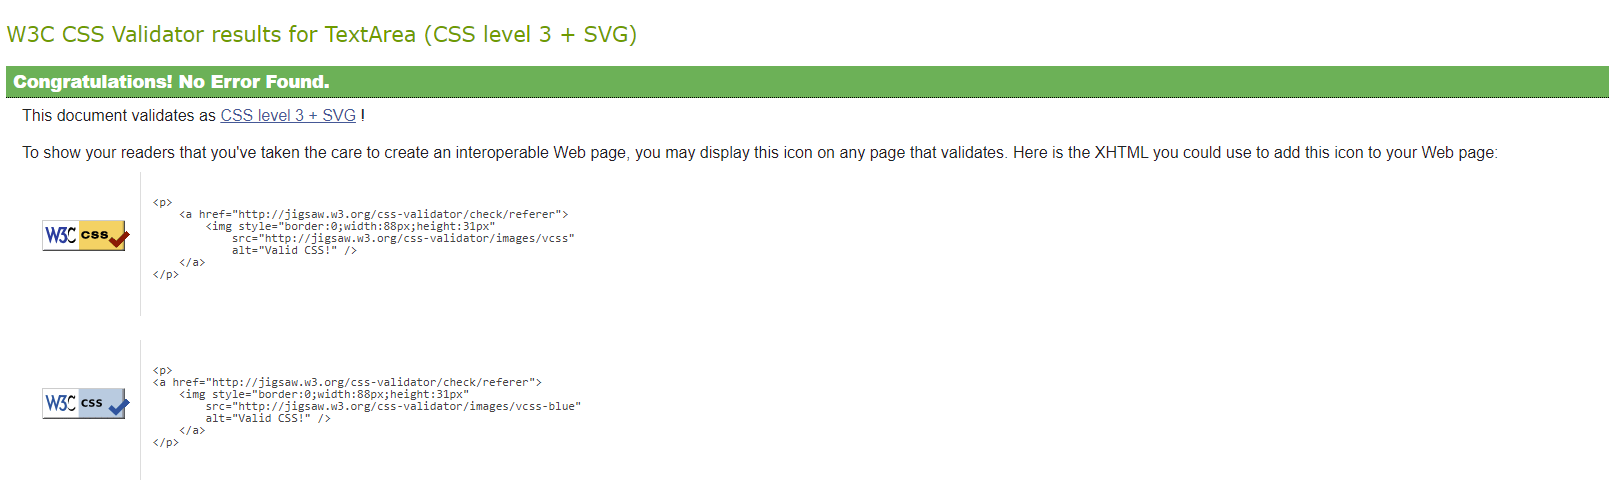 W3C CSS Validator results for TextArea (CSS level 3 + SVG)
Congratulations! No Error Found.
This document validates as CSS level 3 + SVG !
To show your readers that you've taken the care to create an interoperable Web page, you may display this icon on any page that validates. Here is the XHTML you could use to add this icon to your Web page:
W3C css
<p>
    <a href="http://jigsaw.w3.org/css-validator/check/referer">
        <img style="border:0;width:88px;height:31px"
            src="http://jigsaw.w3.org/css-validator/images/vcss"
            alt="Valid CSS!" />
    </a>
</p>
W3C css
<p>
<a href="http://jigsaw.w3.org/css-validator/check/referer">
    <img style="border:0;width:88px;height:31px"
        src="http://jigsaw.w3.org/css-validator/images/vcss-blue"
        alt="Valid CSS!" />
    </a>
</p>